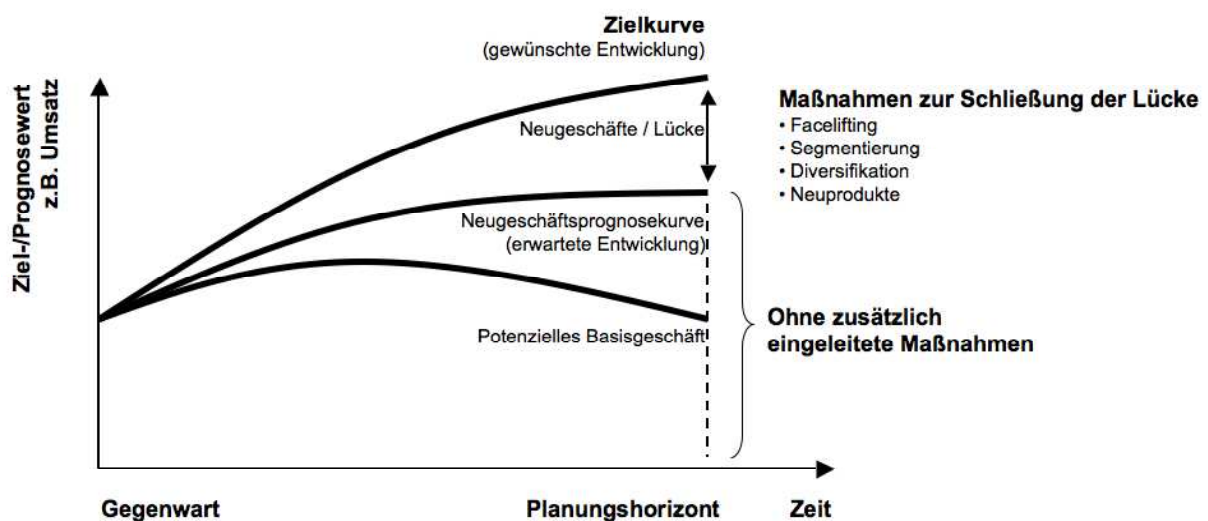 Zielkurve
(gewünschte Entwicklung)
Ziel-/Prognosewert
z.B. Umsatz
Neugeschäfte / Lücke
Maßnahmen zur Schließung der Lücke
• Facelifting
• Segmentierung
• Diversifikation
• Neuprodukte
Neugeschäftsprognosekurve
(erwartete Entwicklung)
Potenzielles Basisgeschäft
Ohne zusätzlich
eingeleitete Maßnahmen
Gegenwart
Planungshorizont
Zeit